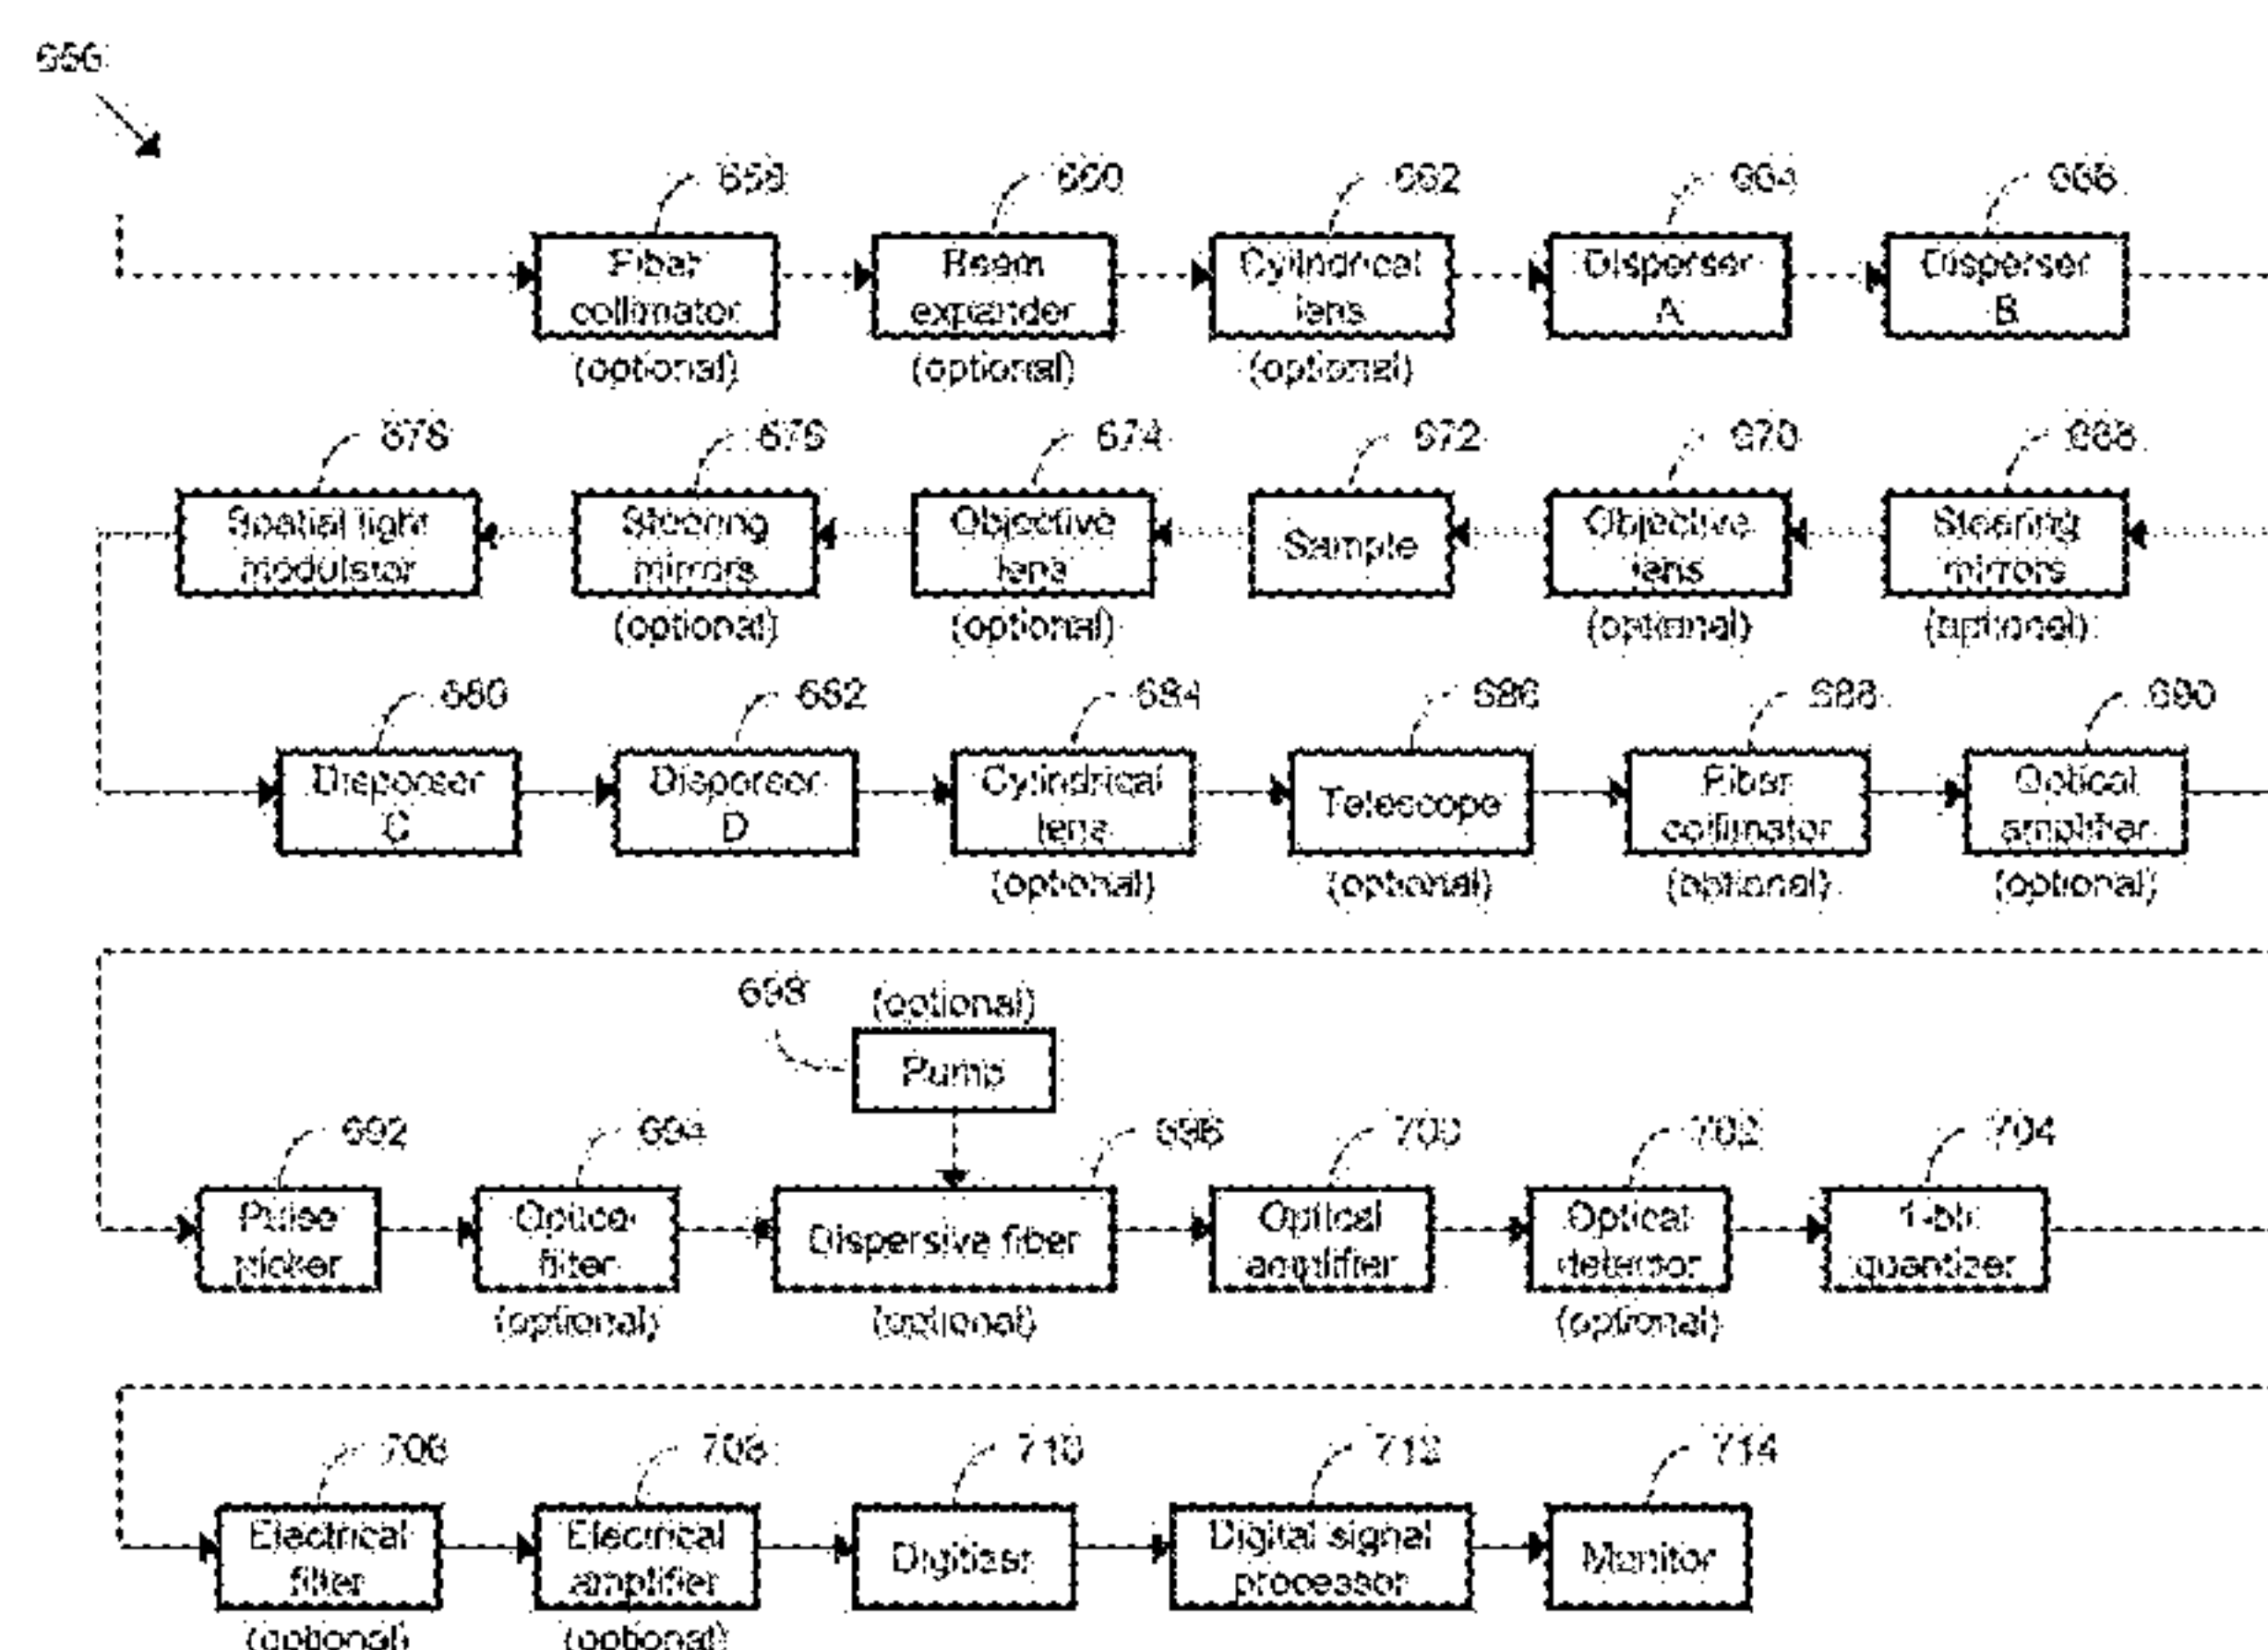 656
658 660 662 664 666
Fiber collimator
(optional)
Beam expander
(optional)
Cylindrical lens
(optional)
Disperser A
Disperser B
678 676 674 672 670 668
Spatial light modulator
Steering mirrors
(optional)
Objective lens
(optional)
Sample
Objective lens
(optional)
Steering mirrors
(optional)
680 682 684 686 688 690
Disperser C
Disperser D
Cylindrical lens
(optional)
Telescope
(optional)
Fiber collimator
(optional)
Optical amplifier
(optional)
698 (optional)
Pump
692 694 696 700 702 704
Pulse picker
Optical filter
(optional)
Dispersive fiber
(optional)
Optical amplifier
Optical detector
(optional)
1-bit quantizer
706 708 710 712 714
Electrical filter
(optional)
Electrical amplifier
(optional)
Digitizer
Digital signal processor
Monitor